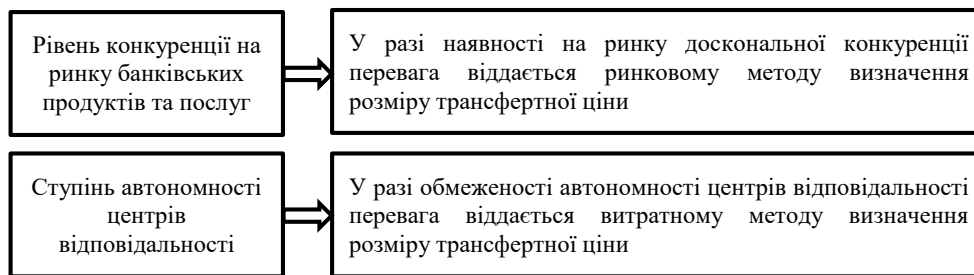 Рівень конкуренції на
ринку банківських
продуктів та послуг
У разі наявності на ринку досконалої конкуренції
перевага віддається ринковому методу визначення
розміру трансфертної ціни
Ступінь автономності
центрів
відповідальності
У разі обмеженості автономності центрів відповідальності
перевага віддається витратному методу визначення
розміру трансфертної ціни